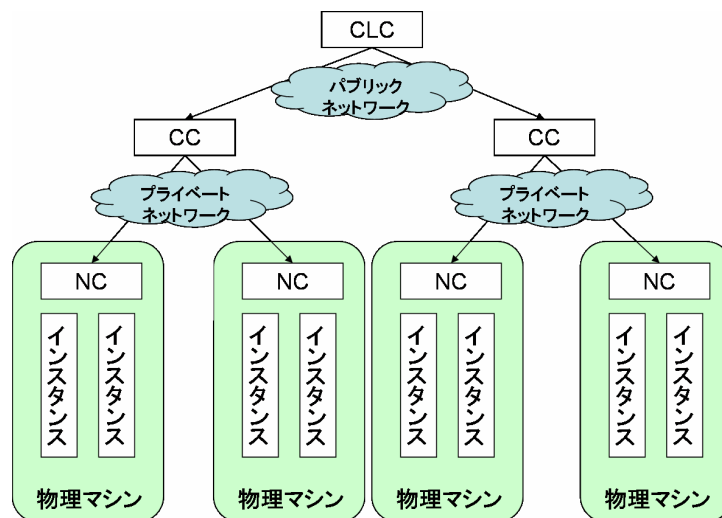 CLC
パブリック
ネットワーク
CC
CC
プライベート
ネットワーク
プライベート
ネットワーク
NC
NC
NC
NC
インスタンス
インスタンス
インスタンス
インスタンス
インスタンス
インスタンス
インスタンス
インスタンス
物理マシン
物理マシン
物理マシン
物理マシン